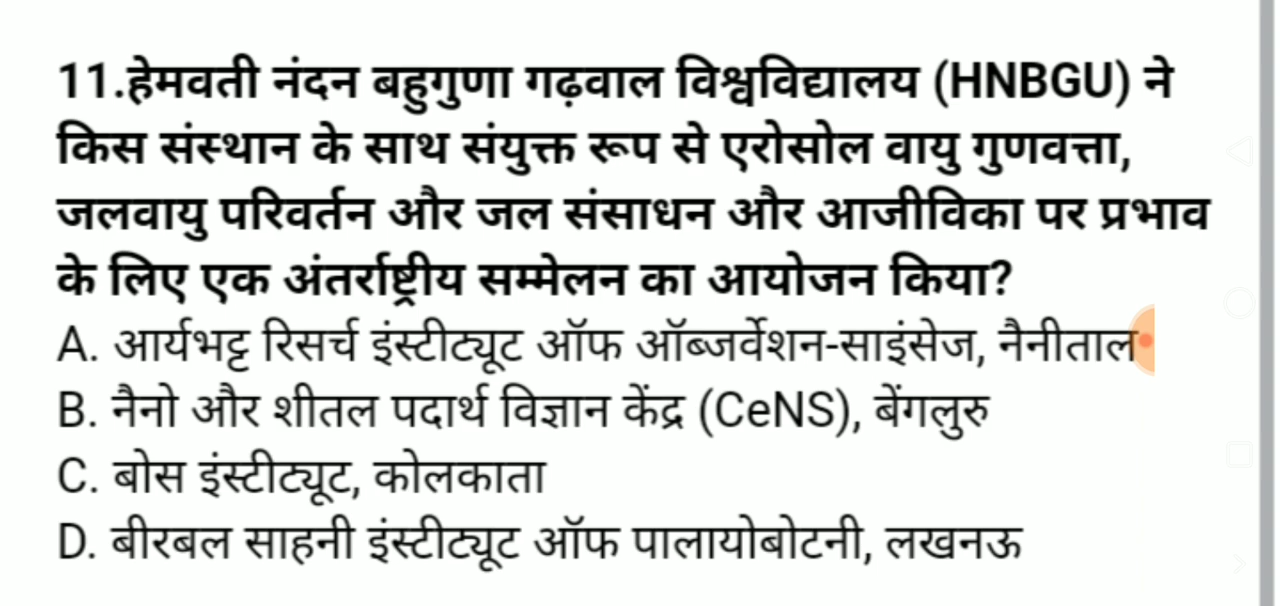 11.हेमवती नंदन बहुगुणा गढ़वाल विश्वविद्यालय (HNBGU) ने
किस संस्थान के साथ संयुक्त रूप से एरोसोल वायु गुणवत्ता,
जलवायु परिवर्तन और जल संसाधन और आजीविका पर प्रभाव
के लिए एक अंतर्राष्ट्रीय सम्मेलन का आयोजन किया?
A. आर्यभट्ट रिसर्च इंस्टीट्यूट ऑफ ऑब्जर्वेशन-साइंसेज, नैनीताल
B. नैनो और शीतल पदार्थ विज्ञान केंद्र (CeNS), बेंगलुरु
C. बोस इंस्टीट्यूट, कोलकाता
D. बीरबल साहनी इंस्टीट्यूट ऑफ पालायोबोटनी, लखनऊ